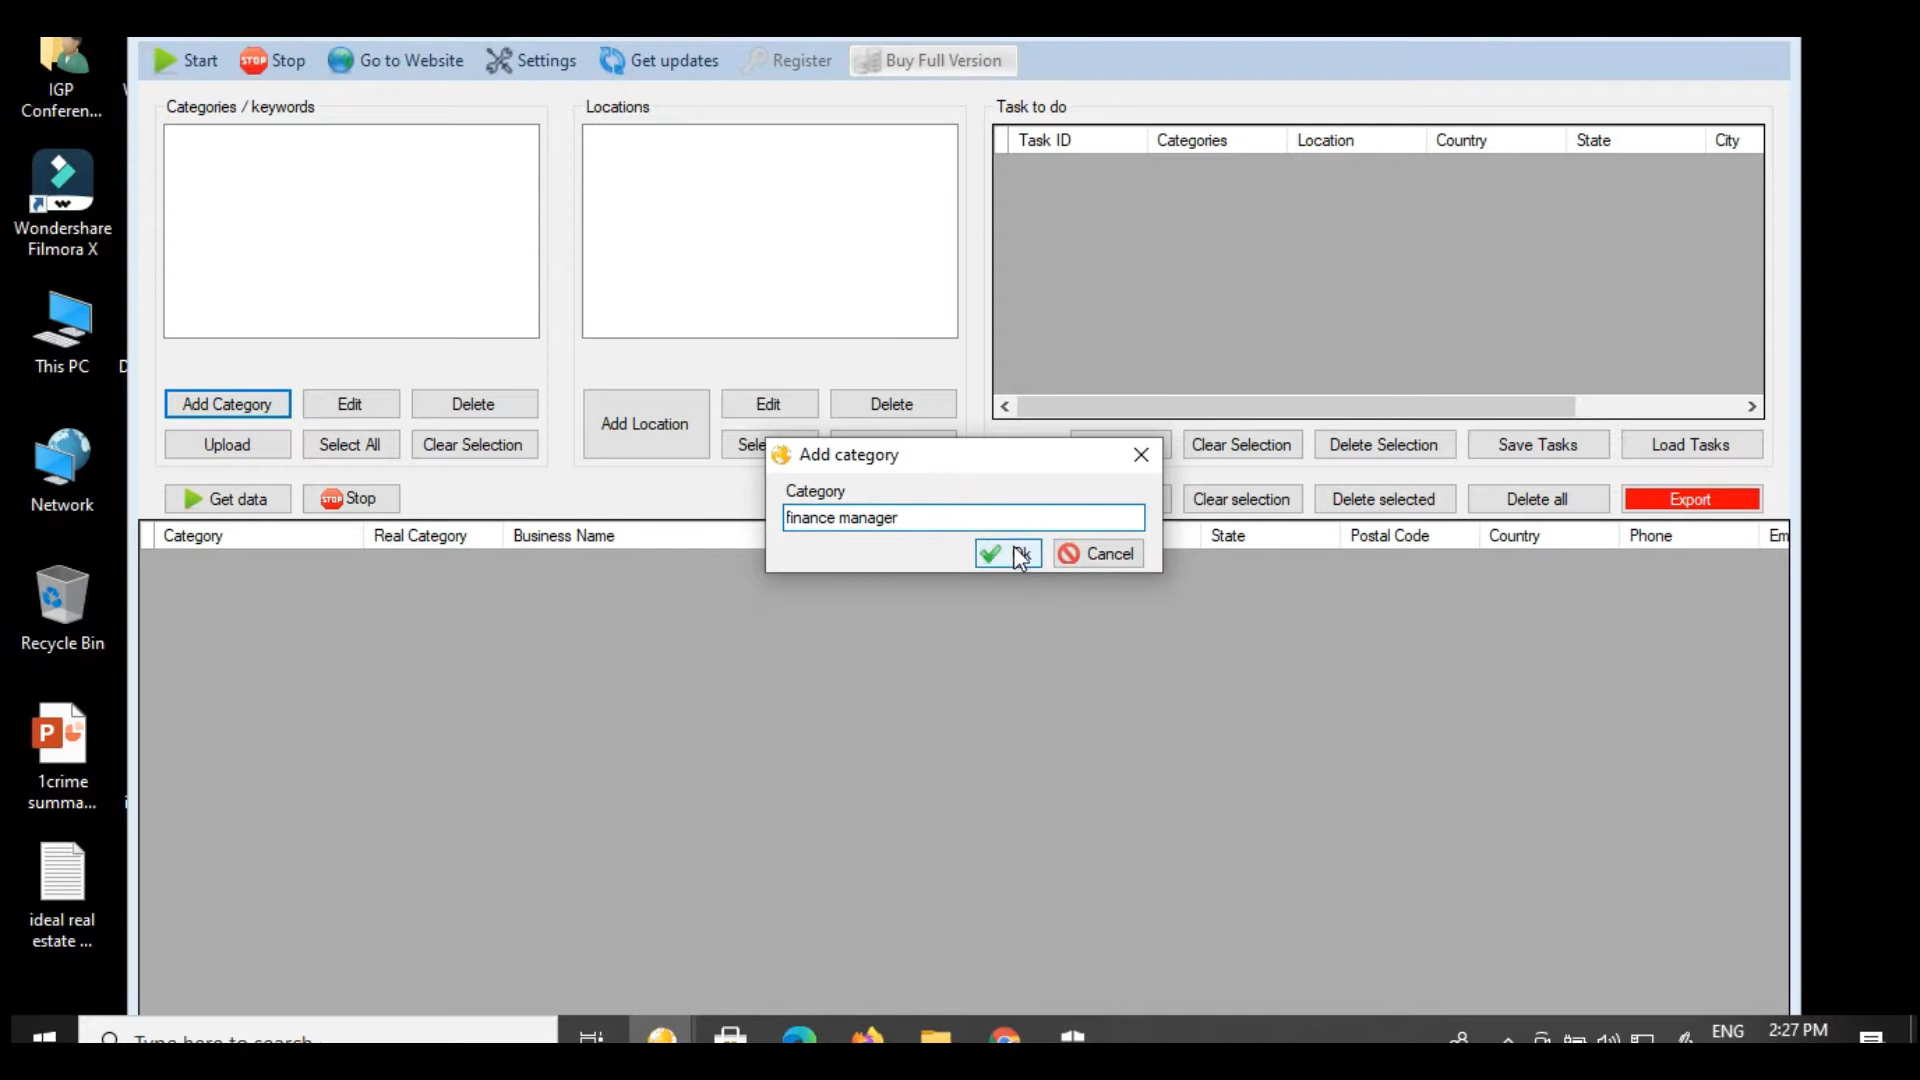 Start
Stop
Go to Website
Settings
Get updates
Register
Buy Full Version
IGP
Conferen...
Wondershare
Filmora X
This PC
Network
Recycle Bin
1crime
summa...
ideal real
estate ...
Categories / keywords
Locations
Task to do
Task ID
Categories
Location
Country
State
City
Add Category
Edit
Delete
Upload
Select All
Clear Selection
Add Location
Edit
Delete
Clear Selection
Delete Selection
Save Tasks
Load Tasks
Get data
STOP Stop
Clear selection
Delete selected
Delete all
Export
Add category
Category
finance manager
Ok
Cancel
Category
Real Category
Business Name
State
Postal Code
Country
Phone
Em
Type here to search
ENG
2:27 PM